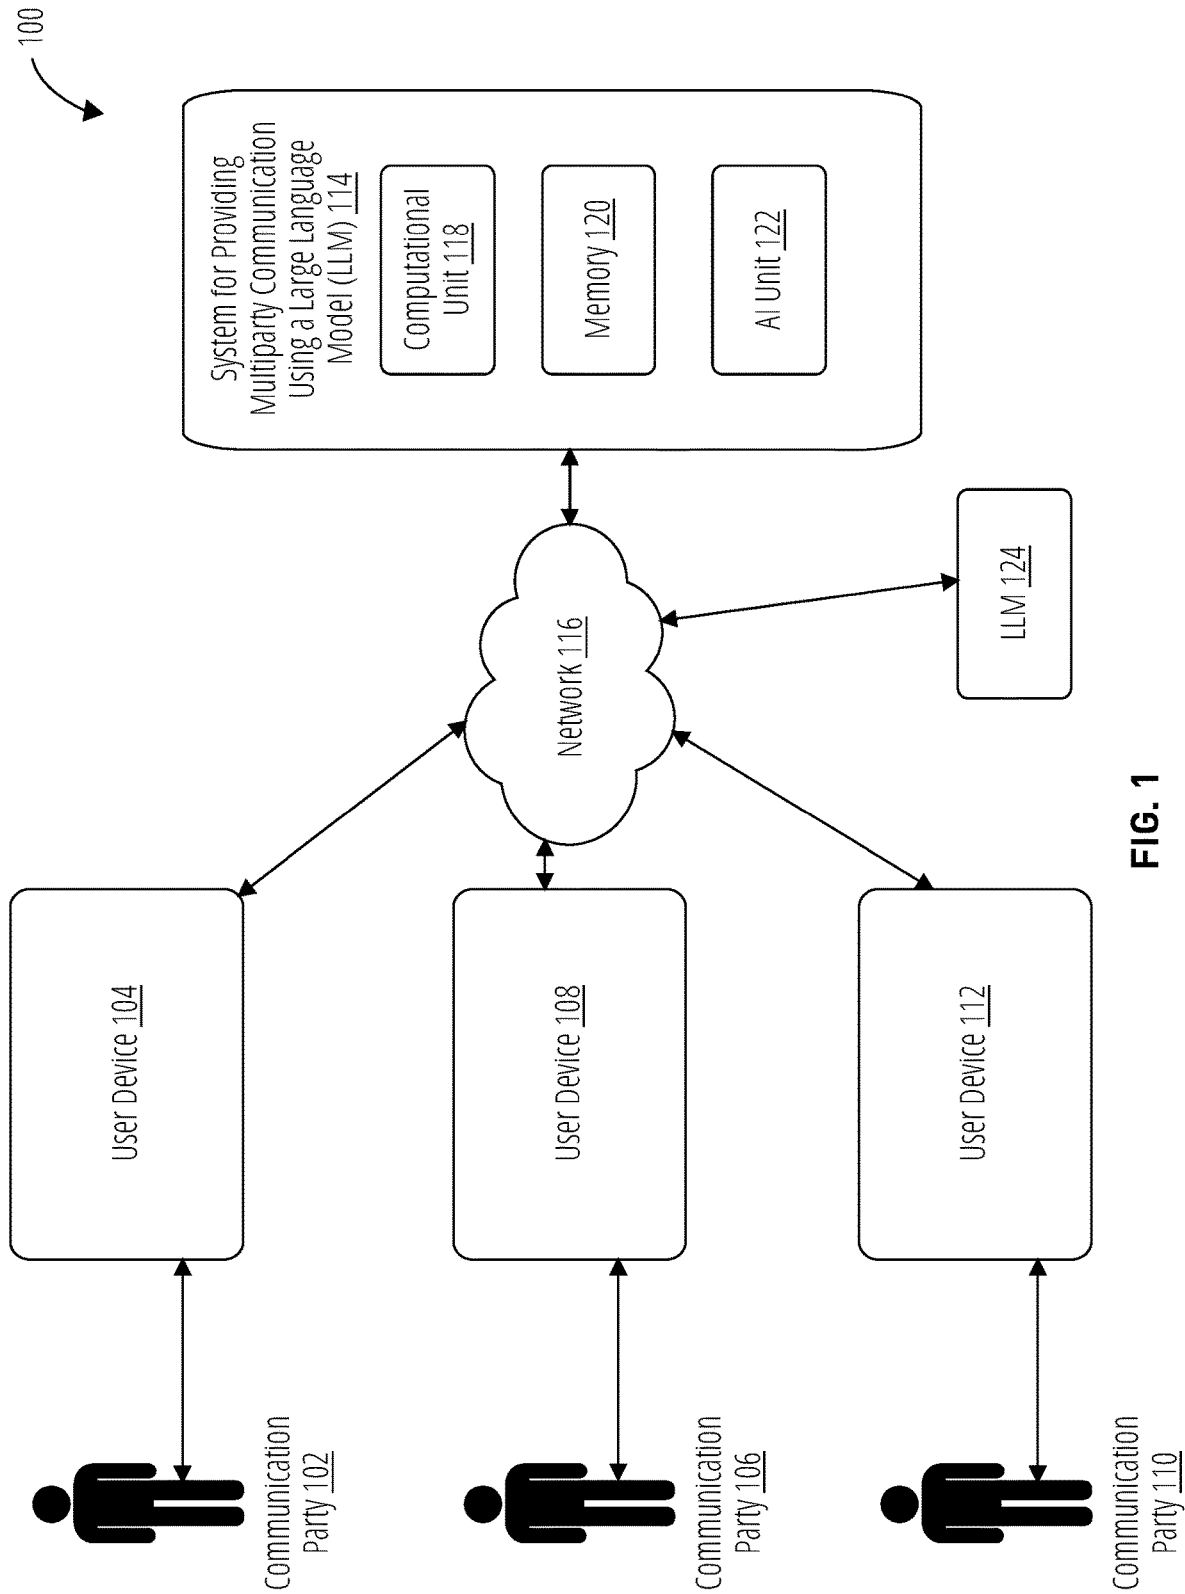 100
System for Providing
Multiparty Communication
Using a Large Language
Model (LLM) 114
Computational
Unit 118
Memory 120
AI Unit 122
Network 116
LLM 124
User Device 104
User Device 108
User Device 112
Communication
Party 102
Communication
Party 106
Communication
Party 110
FIG. 1